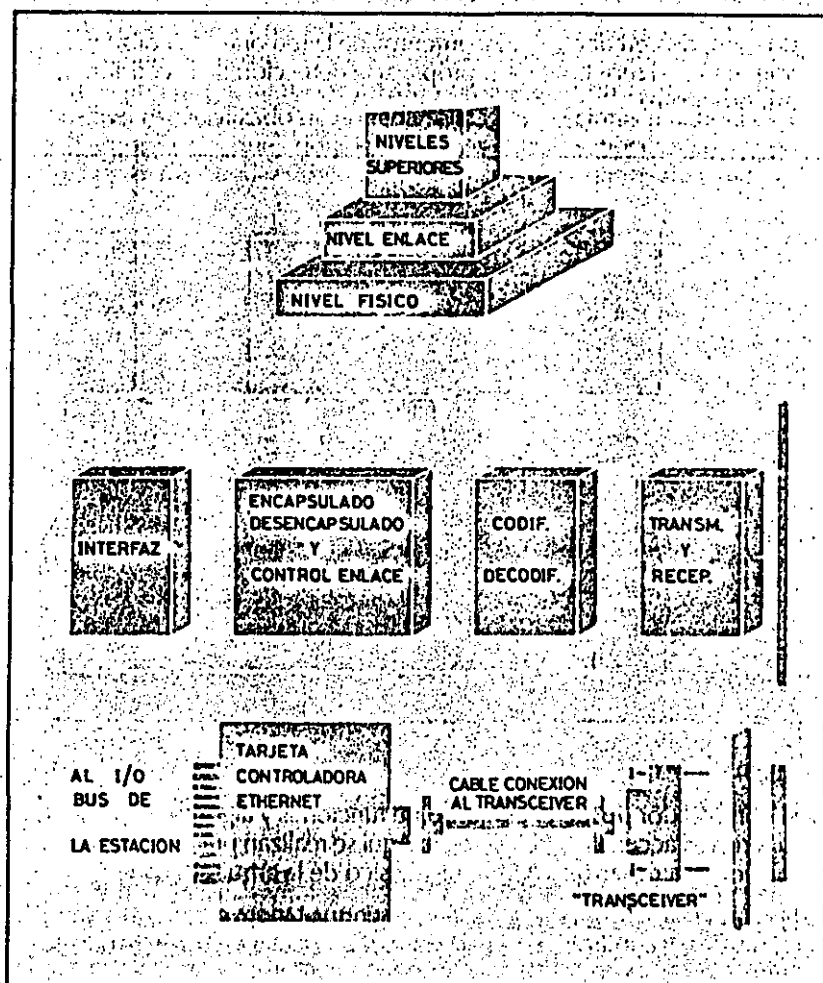 NIVELES
SUPERIORES
NIVEL ENLACE
NIVEL FISICO
INTERFAZ
ENCAPSULADO
DESENCAPSULADO
Y
CONTROL ENLACE
CODIF.
DECODIF.
TRANSM.
Y
RECEP.
AL I/O
BUS DE
LA ESTACION
TARJETA
CONTROLADORA
ETHERNET
CABLE CONEXION
AL TRANSCEIVER
"TRANSCEIVER"